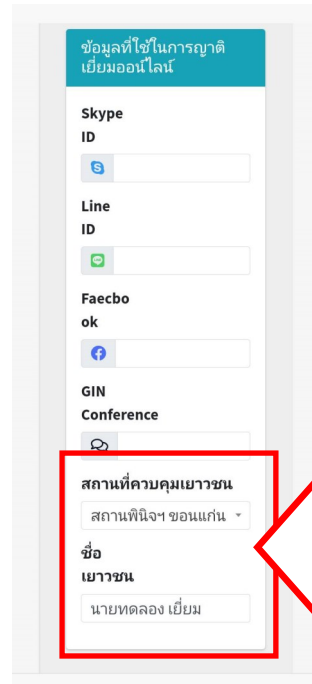 ข้อมูลที่ใช้ในการญาติ
เยี่ยมออนไลน์
Skype
ID
Line
ID
Faecbo
ok
GIN
Conference
สถานที่ควบคุมเยาวชน
สถานพินิจฯ ขอนแก่น
ชื่อ
เยาวชน
นายทดลอง เยี่ยม